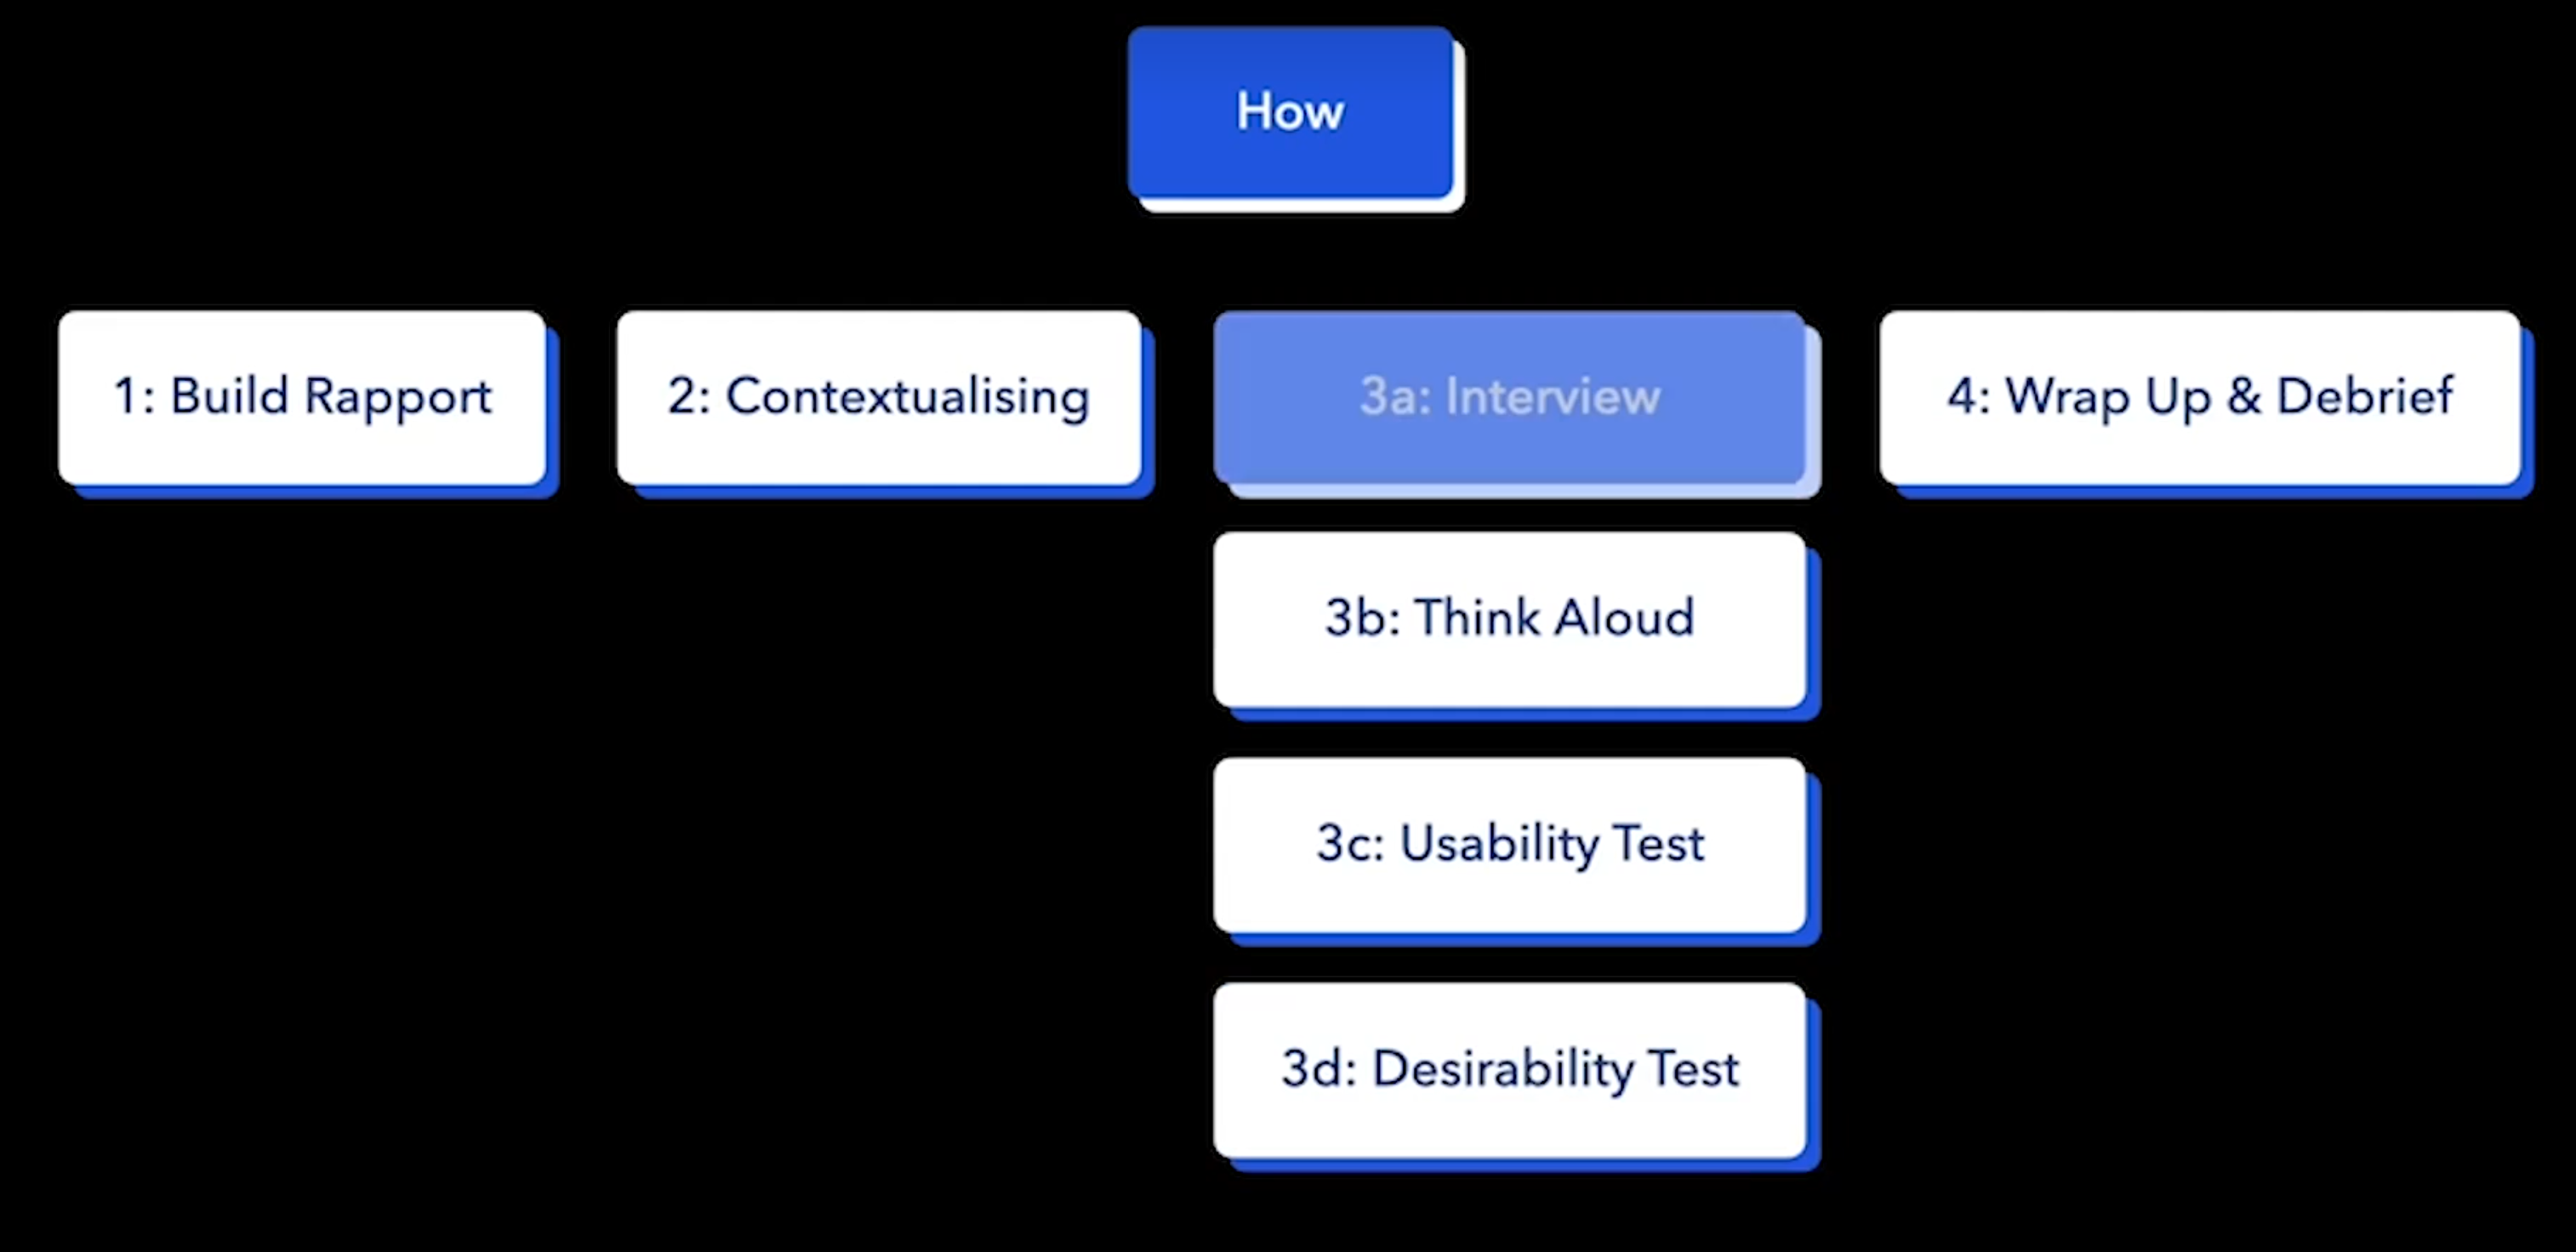 How
1: Build Rapport
2: Contextualising
3a: Interview
4: Wrap Up & Debrief
3b: Think Aloud
3c: Usability Test
3d: Desirability Test